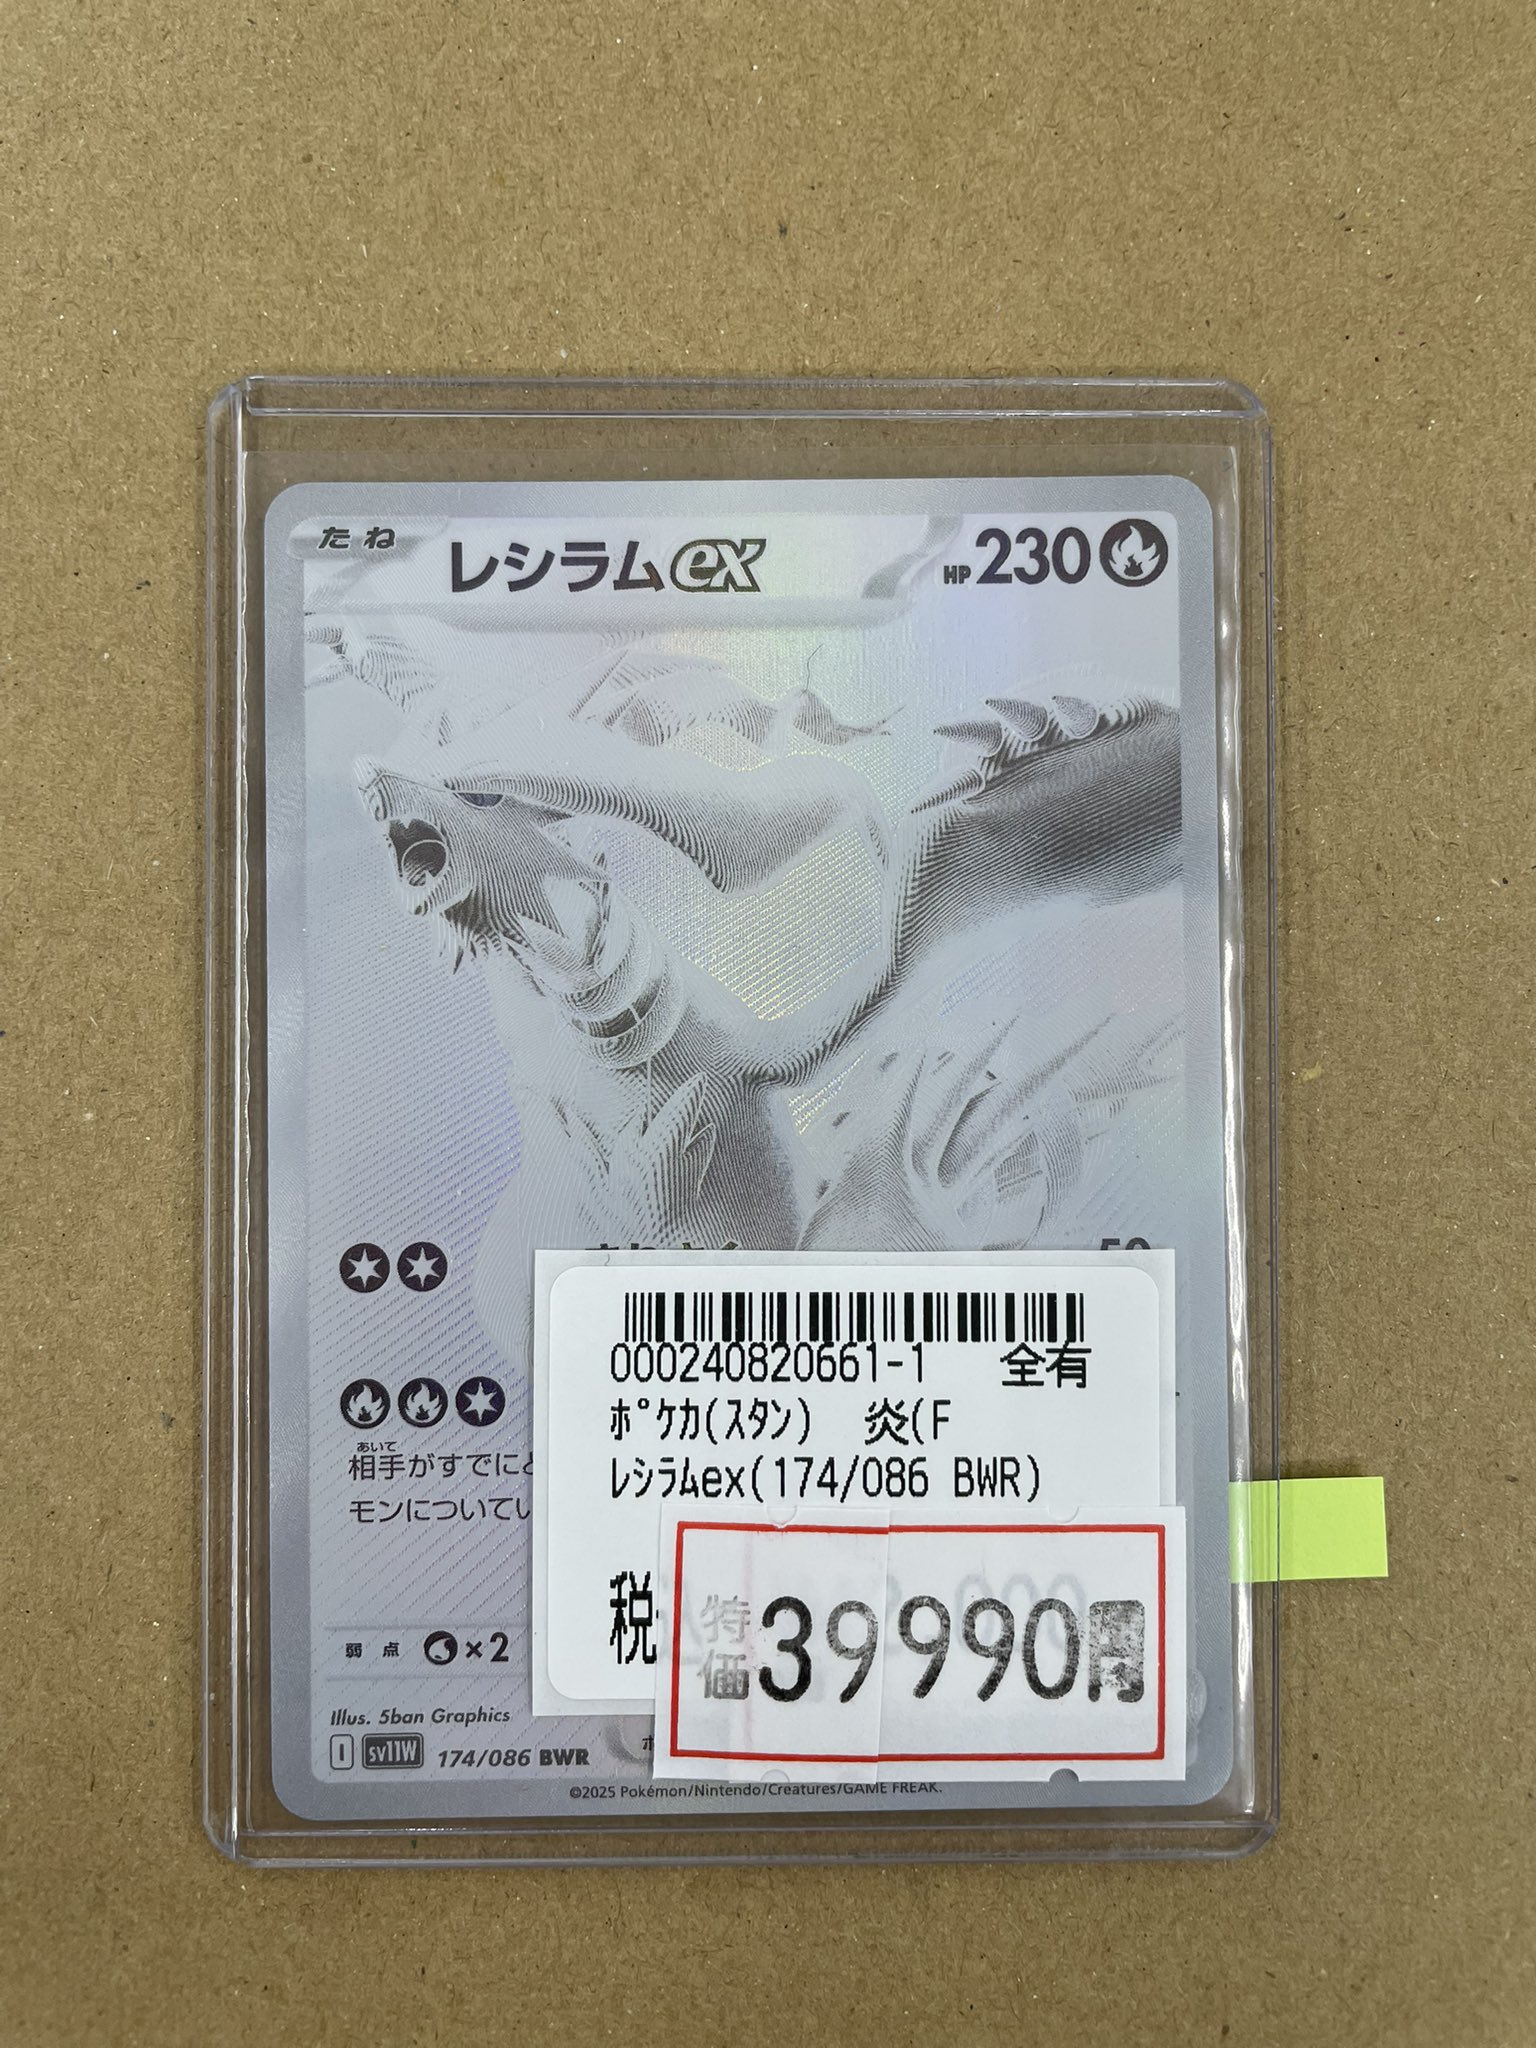 たね
レシラムex
HP230
50
000240820661-1 全有
ﾎﾟｹｶ(ｽﾀﾝ) 炎(F
ﾚｼﾗﾑex(174/086 BWR)
あいて
相手がすでにど
モンについてい
税
特価39990円
弱点 ×2
Illus. 5ban Graphics
I sv11W 174/086 BWR
©2025 Pokémon/Nintendo/Creatures/GAME FREAK.